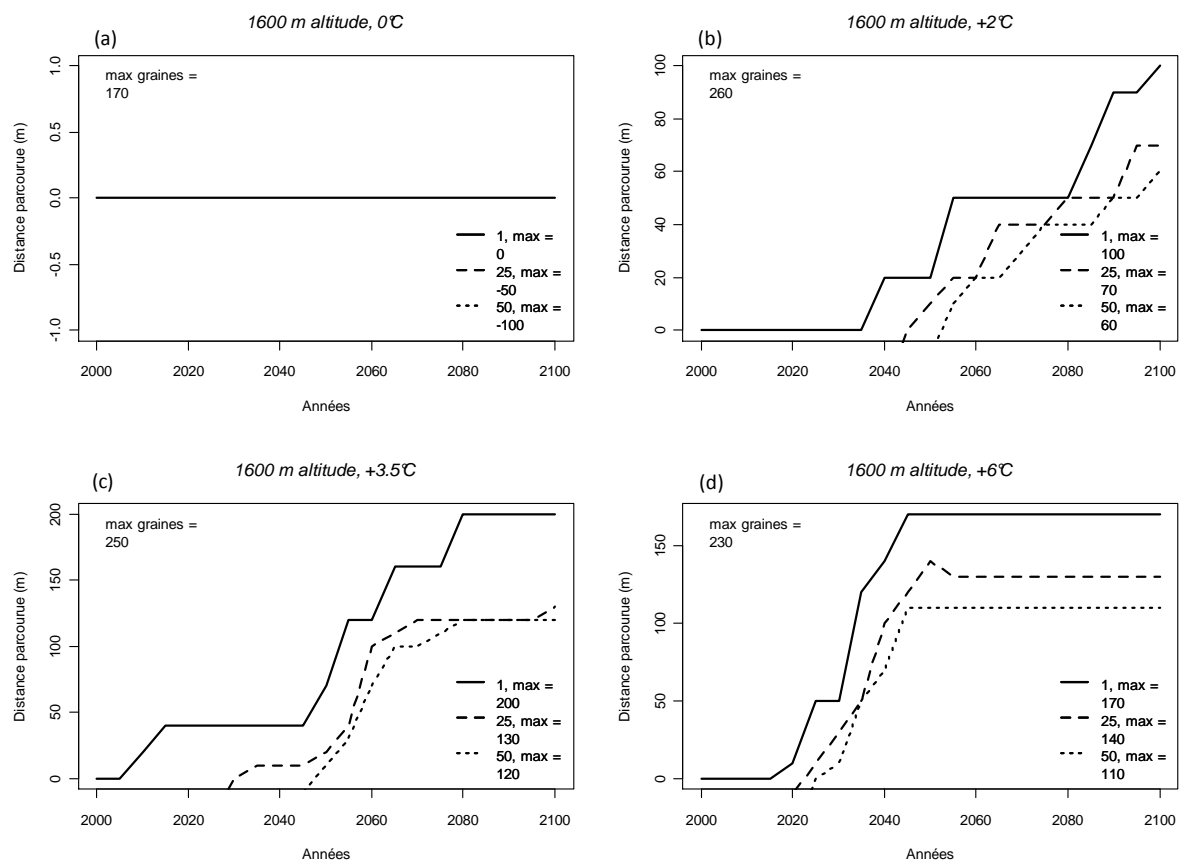 (a)
1600 m altitude, 0°C
max graines =
170
Distance parcourue (m)
1.0
0.5
0.0
-0.5
-1.0
1, max =
0
25, max =
-50
50, max =
-100
2000 2020 2040 2060 2080 2100
Années
(b)
1600 m altitude, +2°C
max graines =
260
Distance parcourue (m)
100
80
60
40
20
0
1, max =
100
25, max =
70
50, max =
60
2000 2020 2040 2060 2080 2100
Années
(c)
1600 m altitude, +3.5°C
max graines =
250
Distance parcourue (m)
200
150
100
50
0
1, max =
200
25, max =
130
50, max =
120
2000 2020 2040 2060 2080 2100
Années
(d)
1600 m altitude, +6°C
max graines =
230
Distance parcourue (m)
150
100
50
0
1, max =
170
25, max =
140
50, max =
110
2000 2020 2040 2060 2080 2100
Années